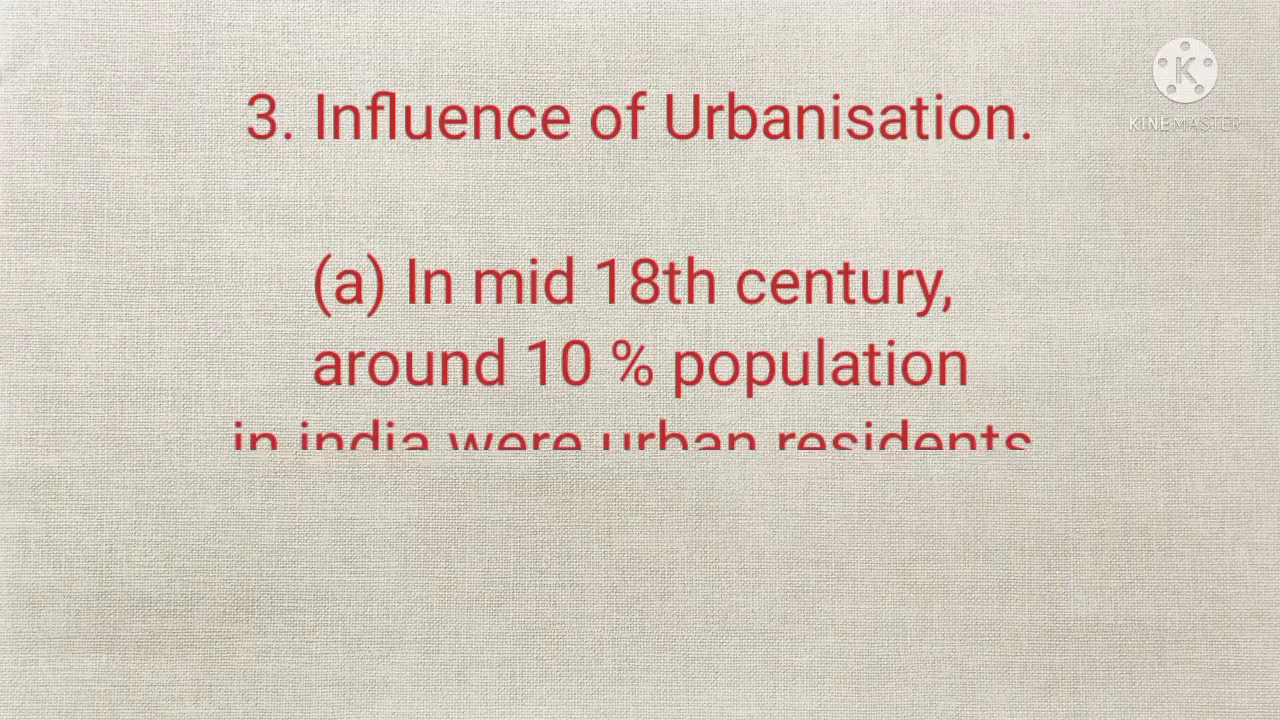 3. Influence of Urbanisation.
(a) In mid 18th century,
around 10 % population
in india were urban residents
K
KINEMASTER